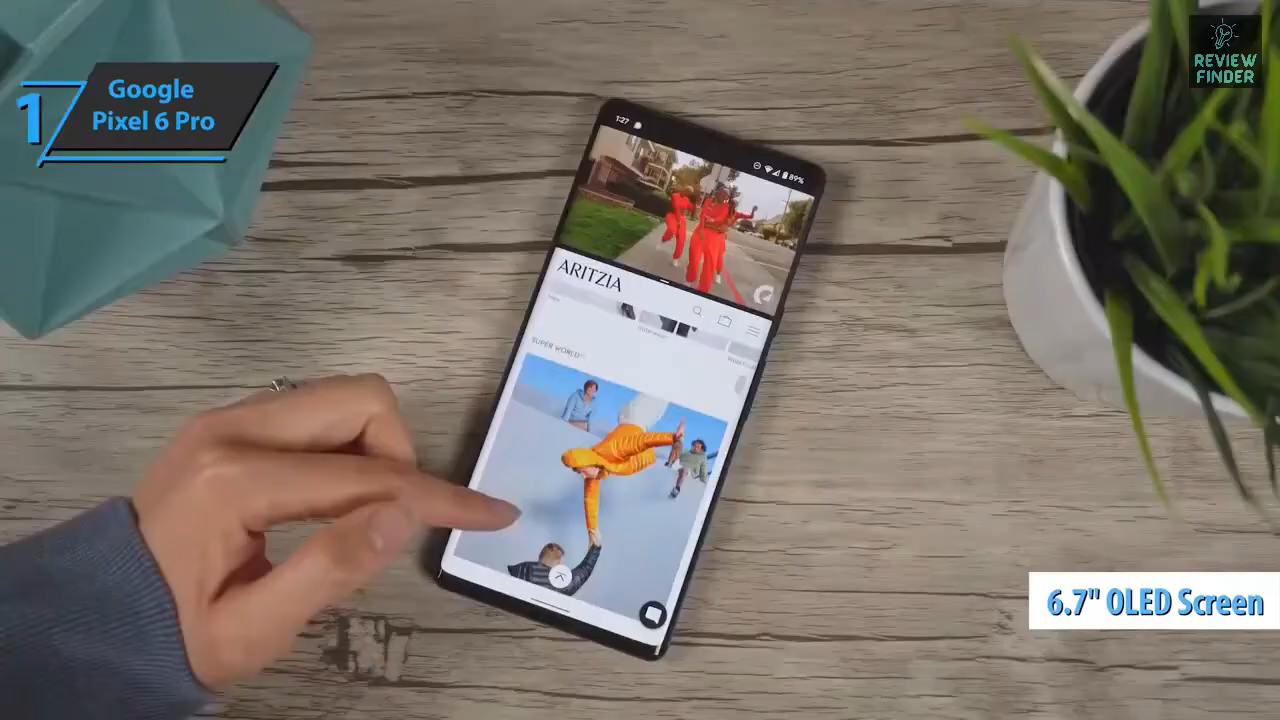 1
Google
Pixel 6 Pro
REVIEW
FINDER
1:27
89%
ARITZIA
SUPER WORLD
6.7" OLED Screen